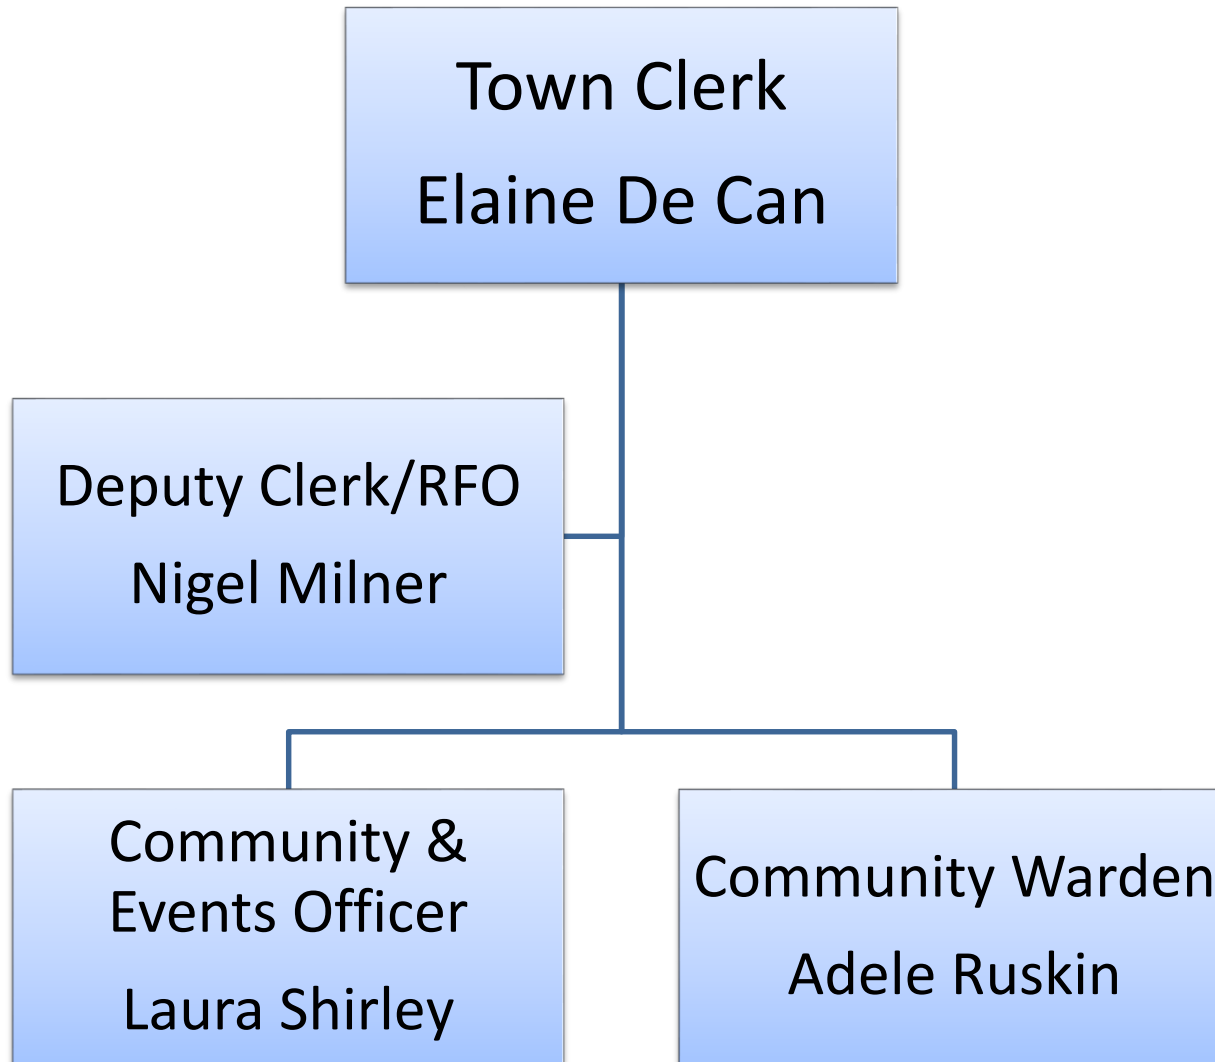 Town Clerk
Elaine De Can
Deputy Clerk/RFO
Nigel Milner
Community &
Events Officer
Laura Shirley
Community Warden
Adele Ruskin